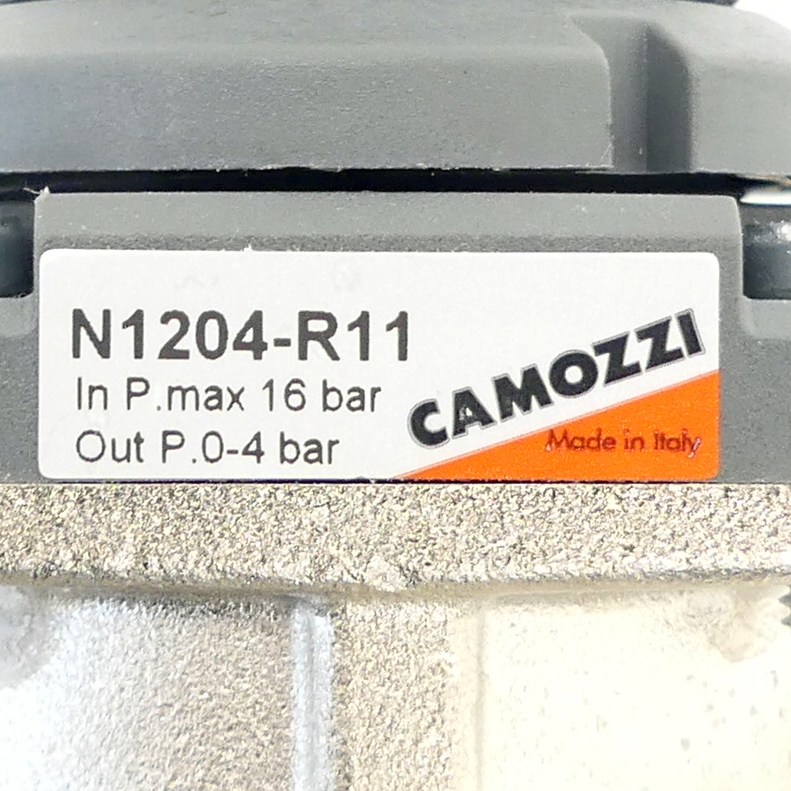 N1204-R11
In P.max 16 bar
Out P.0-4 bar
CAMOZZI
Made in Italy